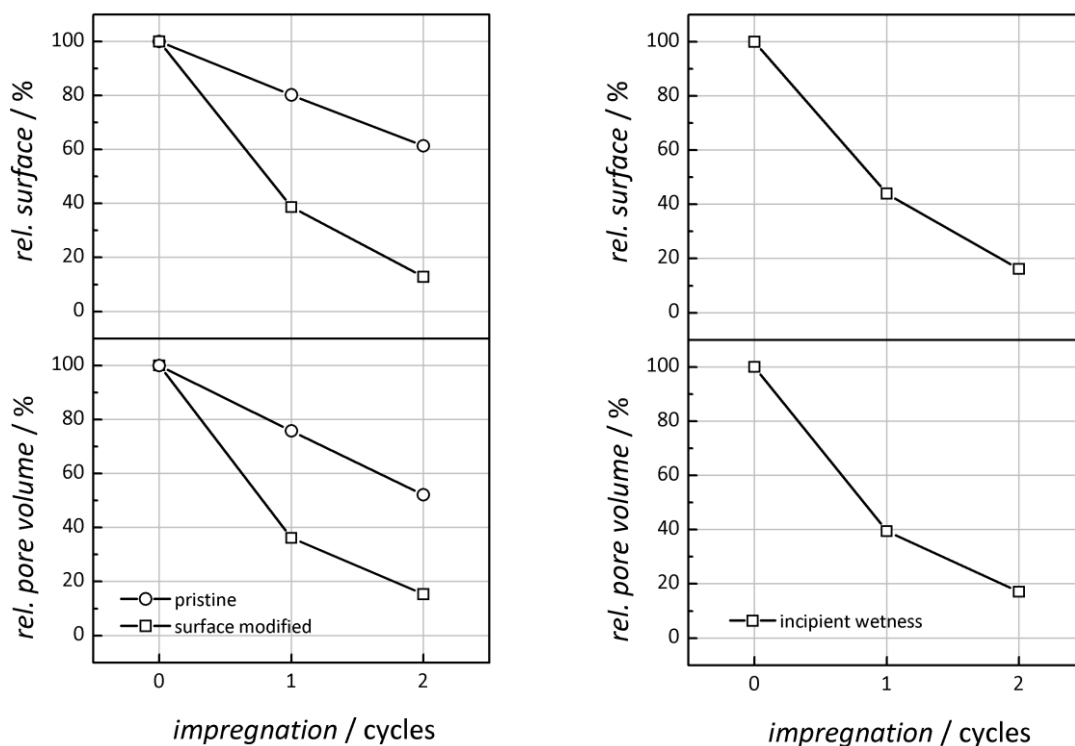 rel. surface / %
100
80
60
40
20
0
rel. pore volume / %
100
80
60
40
20
0
pristine
surface modified
0 1 2
impregnation / cycles
rel. surface / %
100
80
60
40
20
0
rel. pore volume / %
100
80
60
40
20
0
incipient wetness
0 1 2
impregnation / cycles